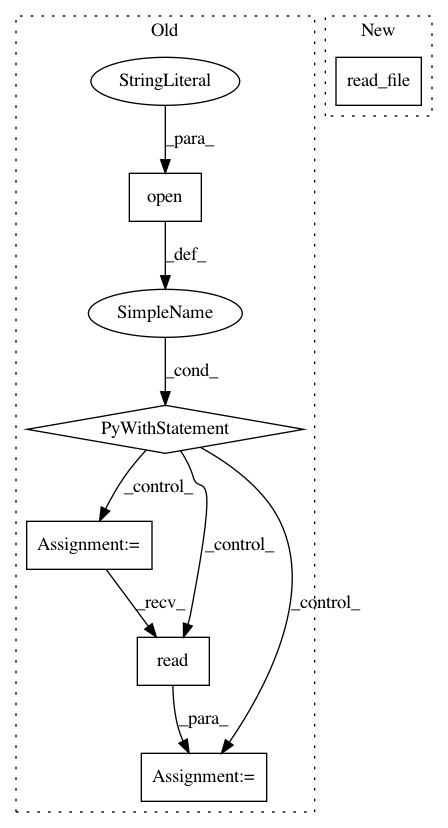 Old
New
StringLiteral
read_file
_para_
open
_def_
SimpleName
_cond_
PyWithStatement
_control_
Assignment:=
_control_
_recv_
_control_
read
_para_
Assignment:=